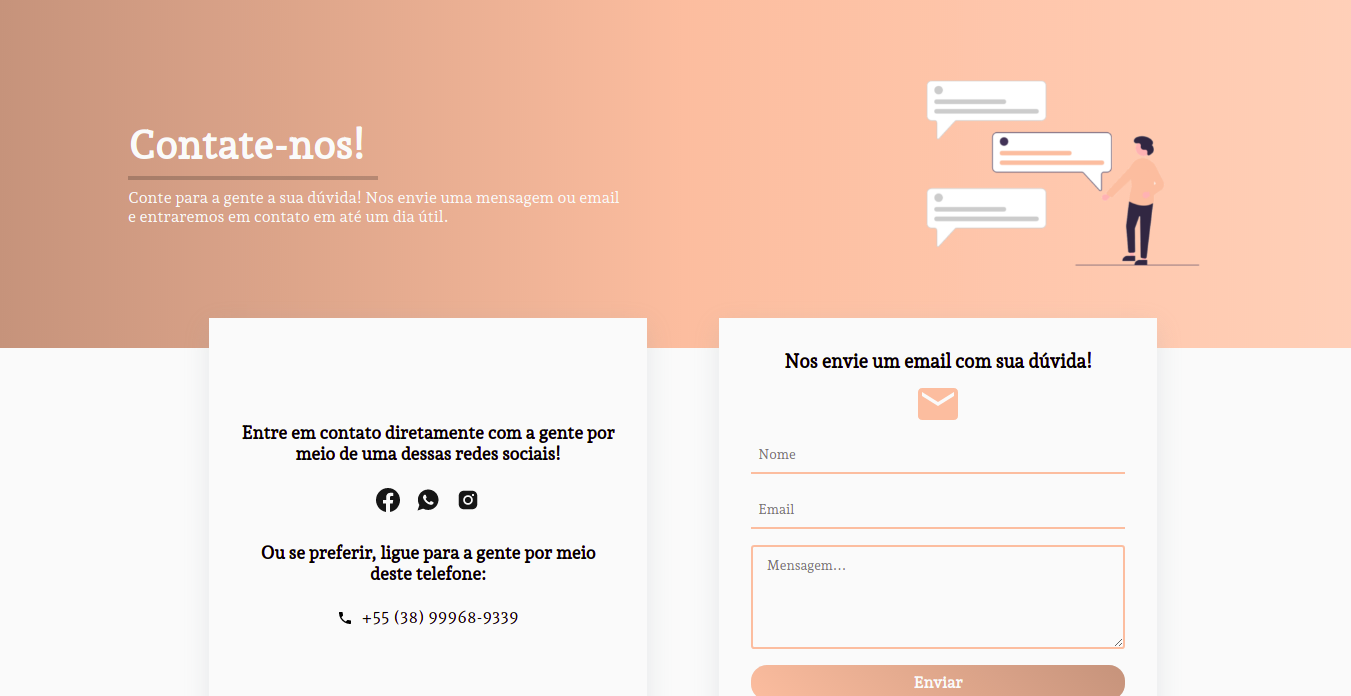 Contate-nos!
Conte para a gente a sua dúvida! Nos envie uma mensagem ou email
e entraremos em contato em até um dia útil.
Entre em contato diretamente com a gente por
meio de uma dessas redes sociais!
Ou se preferir, ligue para a gente por meio
deste telefone:
+55 (38) 99968-9339
Nos envie um email com sua dúvida!
Nome
Email
Mensagem...
Enviar